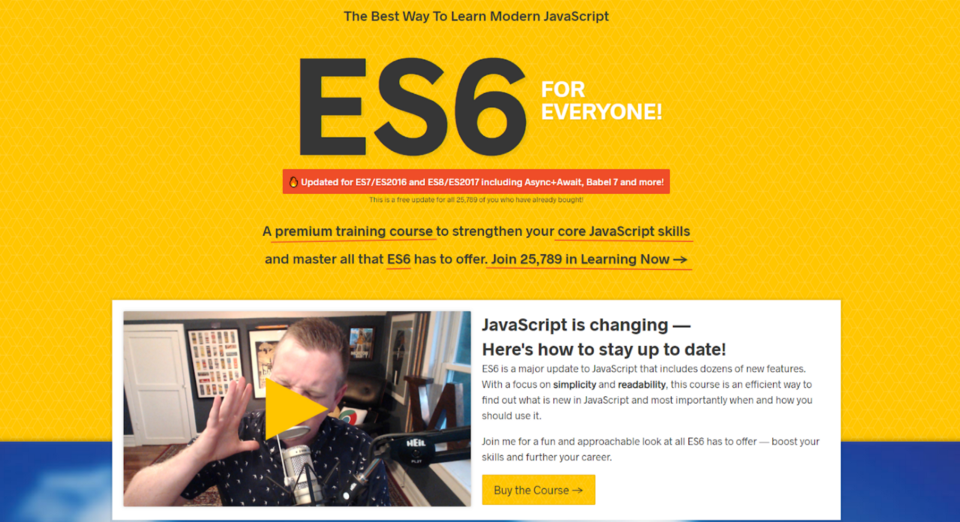 The Best Way To Learn Modern JavaScript
ES6
FOR
EVERYONE!
🔥 Updated for ES7/ES2016 and ES8/ES2017 including Async+Await, Babel 7 and more!
This is a free update for all 25,789 of you who have already bought!
A premium training course to strengthen your core JavaScript skills
and master all that ES6 has to offer. Join 25,789 in Learning Now →
JavaScript is changing —
Here's how to stay up to date!
ES6 is a major update to JavaScript that includes dozens of new features.
With a focus on simplicity and readability, this course is an efficient way to
find out what is new in JavaScript and most importantly when and how you
should use it.
Join me for a fun and approachable look at all ES6 has to offer — boost your
skills and further your career.
Buy the Course →
HEIL